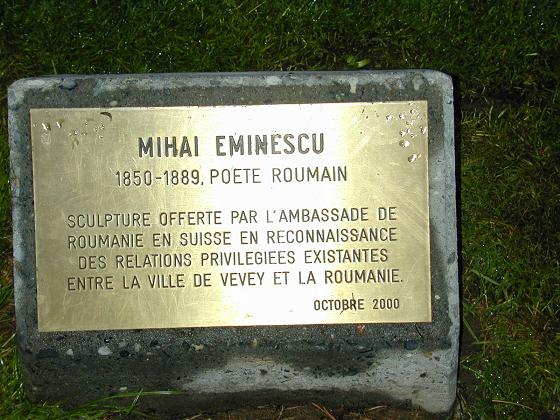 MIHAI EMINESCU
1850-1889, POETE ROUMAIN
SCULPTURE OFFERTE PAR L'AMBASSADE DE
ROUMANIE EN SUISSE EN RECONNAISSANCE
DES RELATIONS PRIVILEGIEES EXISTANTES
ENTRE LA VILLE DE VEVEY ET LA ROUMANIE.
OCTOBRE 2000